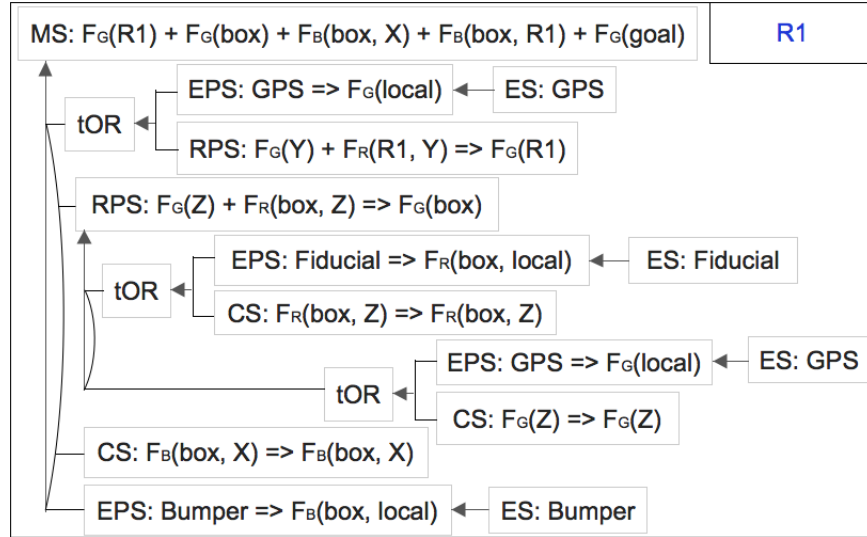 MS: FG(R1) + FG(box) + FB(box, X) + FB(box, R1) + FG(goal)
R1
EPS: GPS => FG(local)
ES: GPS
tOR
RPS: FG(Y) + FR(R1, Y) => FG(R1)
RPS: FG(Z) + FR(box, Z) => FG(box)
EPS: Fiducial => FR(box, local)
ES: Fiducial
tOR
CS: FR(box, Z) => FR(box, Z)
EPS: GPS => FG(local)
ES: GPS
tOR
CS: FG(Z) => FG(Z)
CS: FB(box, X) => FB(box, X)
EPS: Bumper => FB(box, local)
ES: Bumper